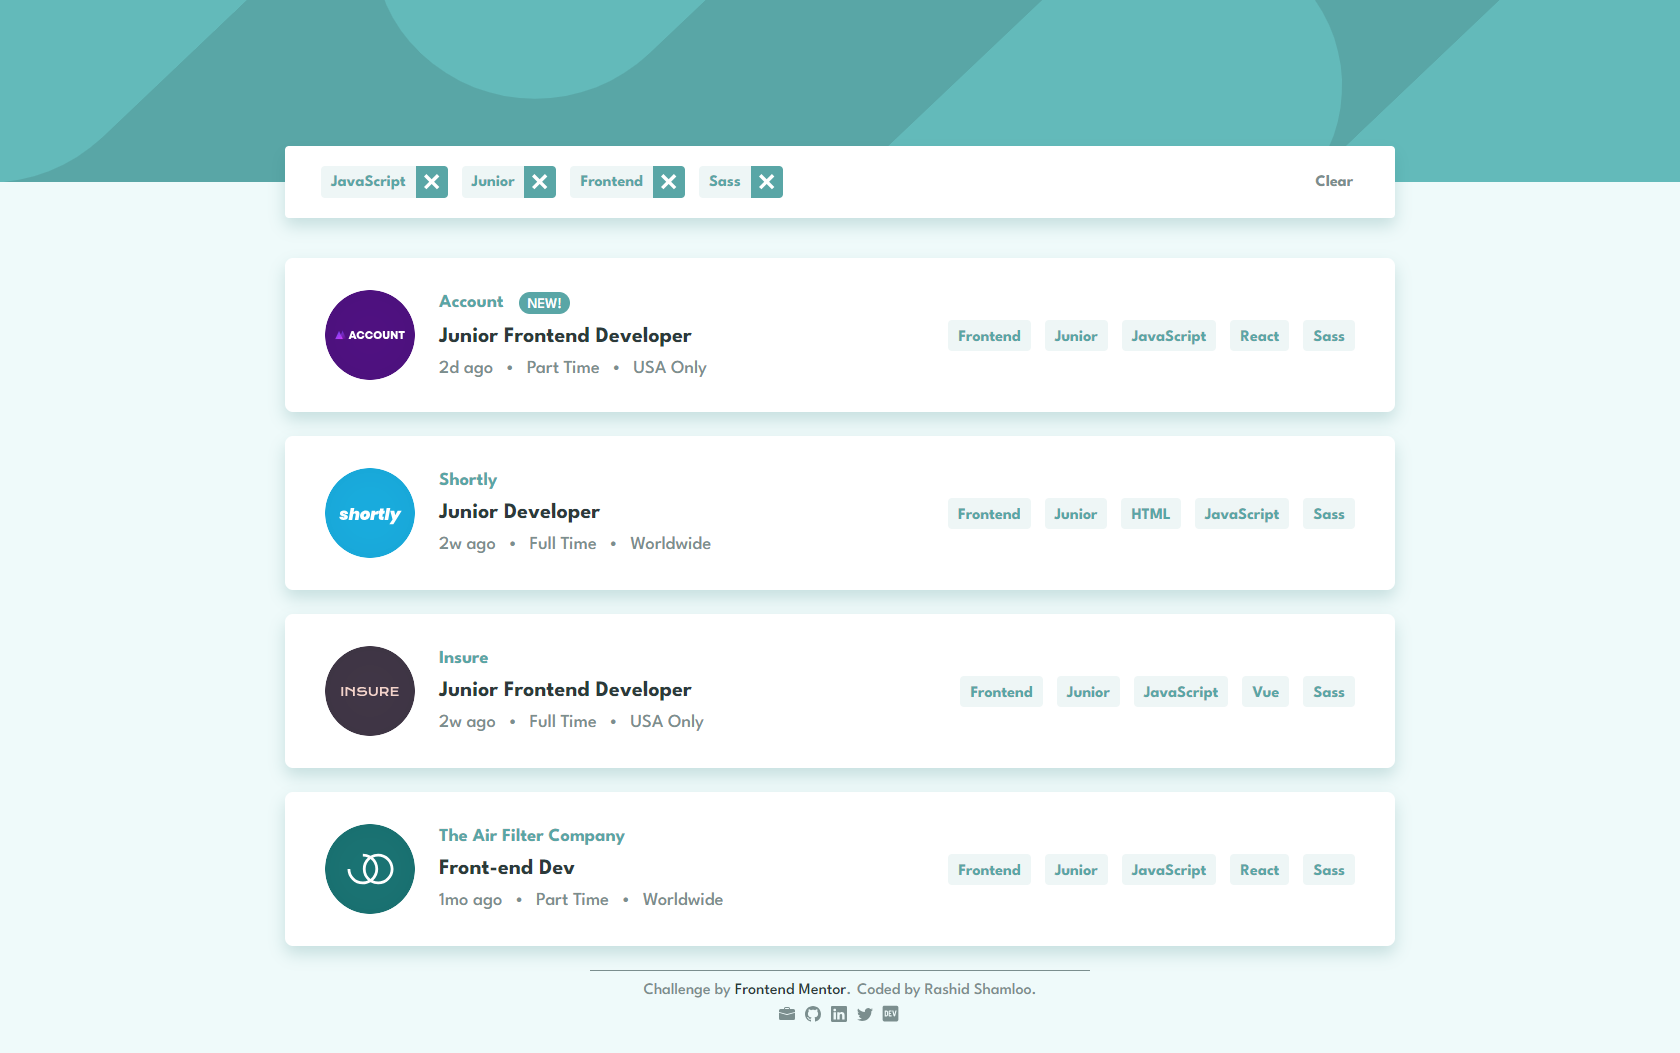 JavaScript Junior Frontend Sass Clear
ACCOUNT
Account NEW!
Junior Frontend Developer
2d ago • Part Time • USA Only
Frontend Junior JavaScript React Sass
shortly
Shortly
Junior Developer
2w ago • Full Time • Worldwide
Frontend Junior HTML JavaScript Sass
INSURE
Insure
Junior Frontend Developer
2w ago • Full Time • USA Only
Frontend Junior JavaScript Vue Sass
The Air Filter Company
Front-end Dev
1mo ago • Part Time • Worldwide
Frontend Junior JavaScript React Sass
Challenge by Frontend Mentor. Coded by Rashid Shamloo.
DEV